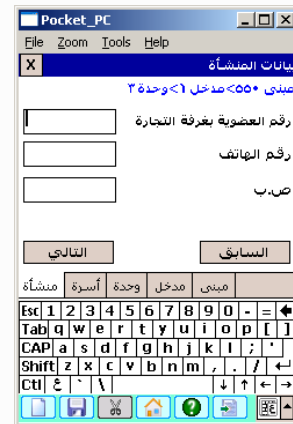 Pocket_PC
File Zoom Tools Help
X بيانات المنشأة
مبنى ٥٥٠>مدخل ١>وحدة ٣
رقم العضوية بغرفة التجارة
رقم الهاتف
ص.ب
السابق التالي
مبنى مدخل وحدة أسرة منشأة
Esc 1 2 3 4 5 6 7 8 9 0 - =
Tab q w e r t y u i o p [ ]
CAP a s d f g h j k l ; '
Shift z x c v b n m , . /
Ctl ع ` \